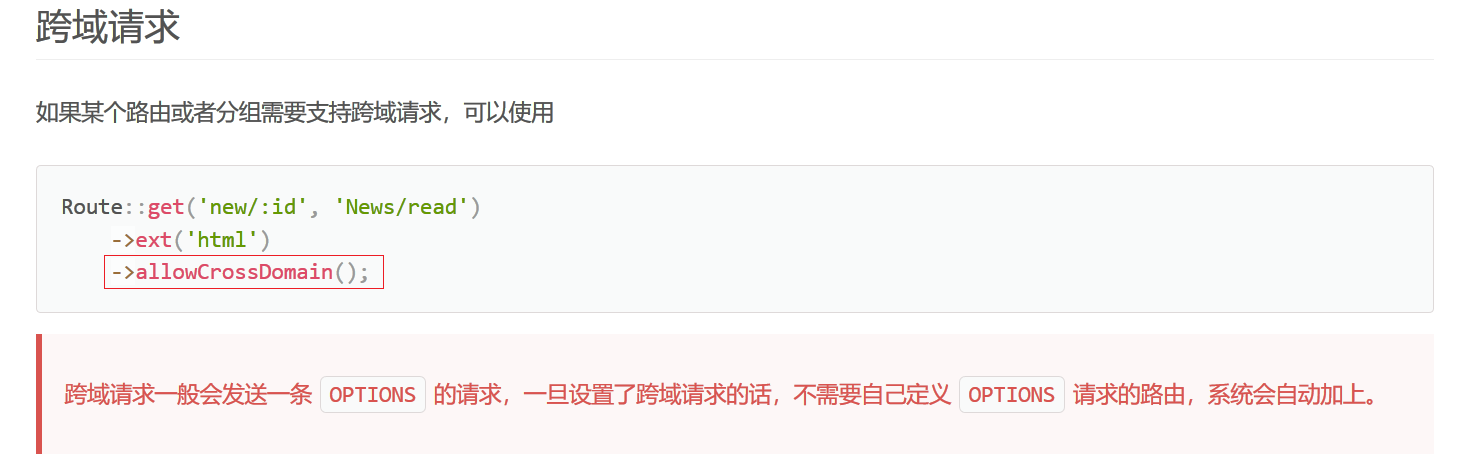 跨域请求
如果某个路由或者分组需要支持跨域请求，可以使用
Route::get('new/:id', 'News/read')
->ext('html')
->allowCrossDomain();
跨域请求一般会发送一条 OPTIONS 的请求，一旦设置了跨域请求的话，不需要自己定义 OPTIONS 请求的路由，系统会自动加上。